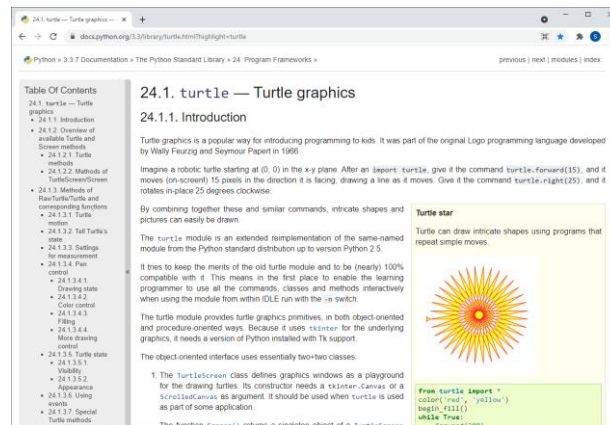 24.1. turtle — Turtle graphics —
docs.python.org/3.3/library/turtle.html?highlight=turtle
Python » 3.3.7 Documentation » The Python Standard Library » 24. Program Frameworks »
previous | next | modules | index
Table Of Contents
24.1. turtle — Turtle
graphics
24.1.1. Introduction
24.1.2. Overview of
available Turtle and
Screen methods
24.1.2.1. Turtle
methods
24.1.2.2. Methods of
TurtleScreen/Screen
24.1.3. Methods of
RawTurtle/Turtle and
corresponding functions
24.1.3.1. Turtle
motion
24.1.3.2. Tell Turtle's
state
24.1.3.3. Settings
for measurement
24.1.3.4. Pen
control
24.1.3.4.1.
Drawing state
24.1.3.4.2.
Color control
24.1.3.4.3.
Filling
24.1.3.4.4.
More drawing
control
24.1.3.5. Turtle state
24.1.3.5.1.
Visibility
24.1.3.5.2.
Appearance
24.1.3.6. Using
events
24.1.3.7. Special
Turtle methods
24.1. turtle — Turtle graphics
24.1.1. Introduction
Turtle graphics is a popular way for introducing programming to kids. It was part of the original Logo programming language developed
by Wally Feurzig and Seymour Papert in 1966.
Imagine a robotic turtle starting at (0, 0) in the x-y plane. After an import turtle, give it the command turtle.forward(15), and it
moves (on-screen!) 15 pixels in the direction it is facing, drawing a line as it moves. Give it the command turtle.right(25), and it
rotates in-place 25 degrees clockwise.
By combining together these and similar commands, intricate shapes and
pictures can easily be drawn.
The turtle module is an extended reimplementation of the same-named
module from the Python standard distribution up to version Python 2.5.
It tries to keep the merits of the old turtle module and to be (nearly) 100%
compatible with it. This means in the first place to enable the learning
programmer to use all the commands, classes and methods interactively
when using the module from within IDLE run with the -n switch.
The turtle module provides turtle graphics primitives, in both object-oriented
and procedure-oriented ways. Because it uses tkinter for the underlying
graphics, it needs a version of Python installed with Tk support.
The object-oriented interface uses essentially two+two classes:
1. The TurtleScreen class defines graphics windows as a playground
for the drawing turtles. Its constructor needs a tkinter.Canvas or a
ScrolledCanvas as argument. It should be used when turtle is used
as part of some application.
The function Screen() returns a singleton object of a TurtleScreen
Turtle star
Turtle can draw intricate shapes using programs that
repeat simple moves.
from turtle import *
color('red', 'yellow')
begin_fill()
while True: